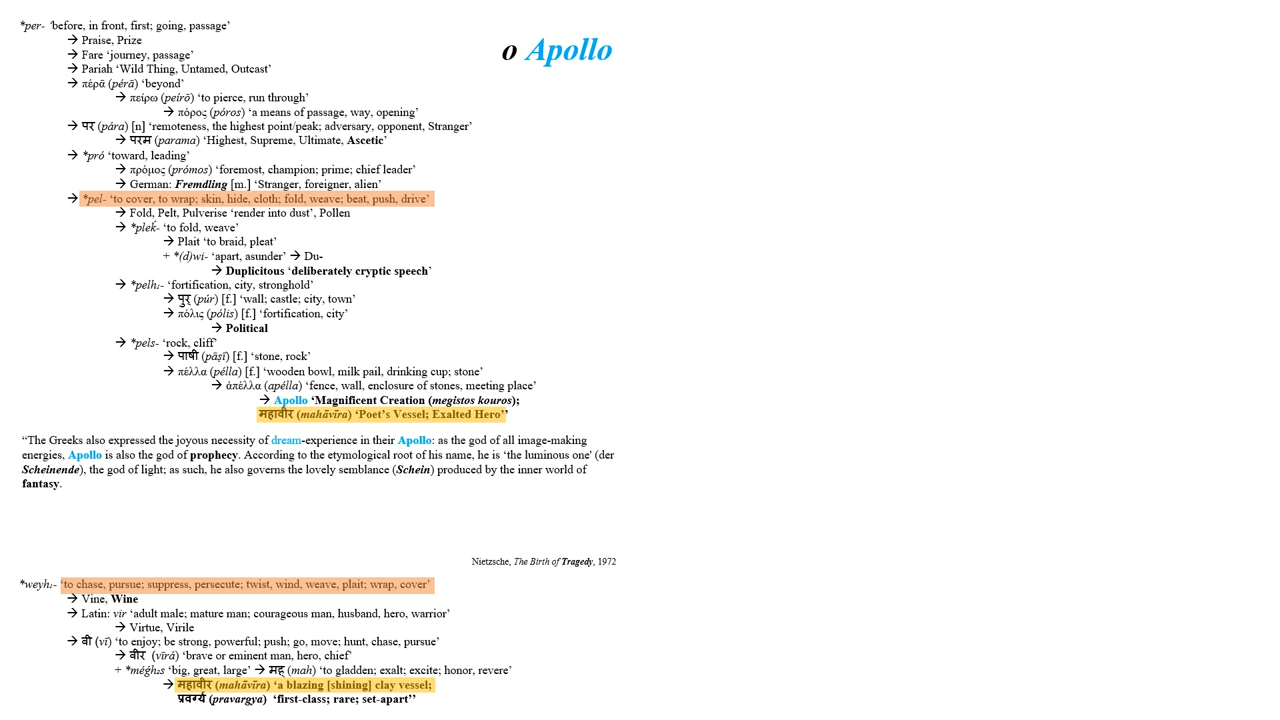 *per- ‘before, in front, first; going, passage’
o Apollo
→ Praise, Prize
→ Fare ‘journey, passage’
→ Pariah ‘Wild Thing, Untamed, Outcast’
→ πέρᾱ (pérā) ‘beyond’
→ πείρω (peírō) ‘to pierce, run through’
→ πόρος (póros) ‘a means of passage, way, opening’
→ पर (pára) [n] ‘remoteness, the highest point/peak; adversary, opponent, Stranger’
→ परम (parama) ‘Highest, Supreme, Ultimate, Ascetic’
→ *pró ‘toward, leading’
→ πρόμος (prómos) ‘foremost, champion; prime; chief leader’
→ German: Fremdling [m.] ‘Stranger, foreigner, alien’
→ *pel- ‘to cover, to wrap; skin, hide, cloth; fold, weave; beat, push, drive’
→ Fold, Pelt, Pulverise ‘render into dust’, Pollen
→ *pleḱ- ‘to fold, weave’
→ Plait ‘to braid, pleat’
+ *(d)wi- ‘apart, asunder’ → Du-
→ Duplicitous ‘deliberately cryptic speech’
→ *pelh₂- ‘fortification, city, stronghold’
→ पुर् (púr) [f.] ‘wall; castle; city, town’
→ πόλις (pólis) [f.] ‘fortification, city’
→ Political
→ *pels- ‘rock, cliff’
→ पाषी (pāṣī) [f.] ‘stone, rock’
→ πέλλα (pélla) [f.] ‘wooden bowl, milk pail, drinking cup; stone’
→ ἀπέλλα (apélla) ‘fence, wall, enclosure of stones, meeting place’
→ Apollo ‘Magnificent Creation (megistos kouros);
महावीर (mahāvīra) ‘Poet’s Vessel; Exalted Hero’’
“The Greeks also expressed the joyous necessity of dream-experience in their Apollo: as the god of all image-making
energies, Apollo is also the god of prophecy. According to the etymological root of his name, he is ‘the luminous one' (der
Scheinende), the god of light; as such, he also governs the lovely semblance (Schein) produced by the inner world of
fantasy.
Nietzsche, The Birth of Tragedy, 1972
*weyh₁- ‘to chase, pursue; suppress, persecute; twist, wind, weave, plait; wrap, cover’
→ Vine, Wine
→ Latin: vir ‘adult male; mature man; courageous man, husband, hero, warrior’
→ Virtue, Virile
→ वी (vī) ‘to enjoy; be strong, powerful; push; go, move; hunt, chase, pursue’
→ वीर (vīrá) ‘brave or eminent man, hero, chief’
+ *méǵh₂s ‘big, great, large’ → मह् (mah) ‘to gladden; exalt; excite; honor, revere’
→ महावीर (mahāvīra) ‘a blazing [shining] clay vessel;
प्रवर्ग्य (pravargya) ‘first-class; rare; set-apart’’